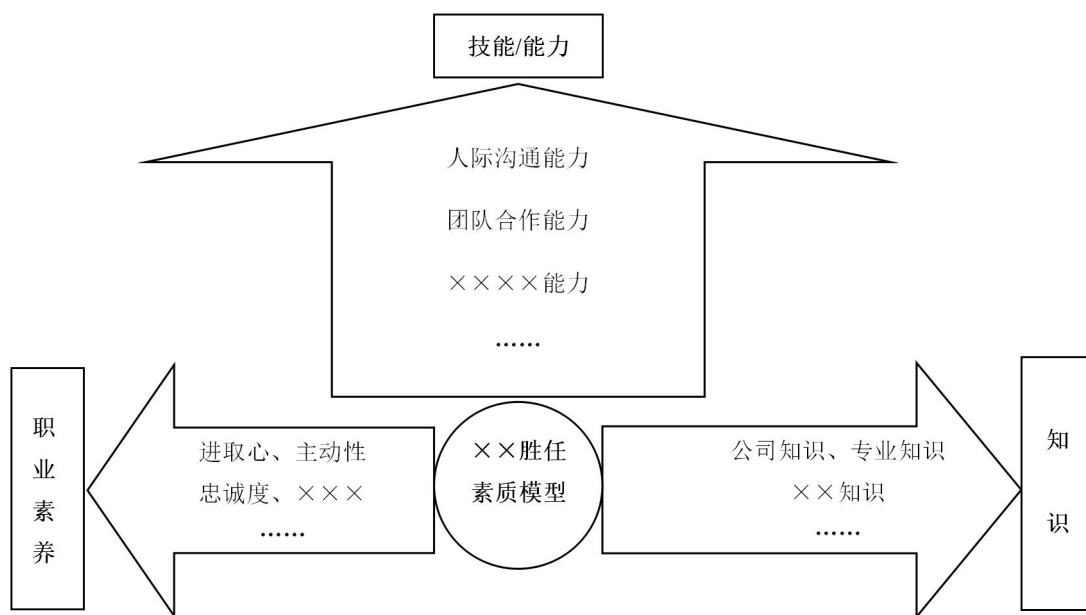 技能/能力
人际沟通能力
团队合作能力
××××能力
……
职业素养
进取心、主动性
忠诚度、×××
……
××胜任
素质模型
公司知识、专业知识
××知识
……
知识